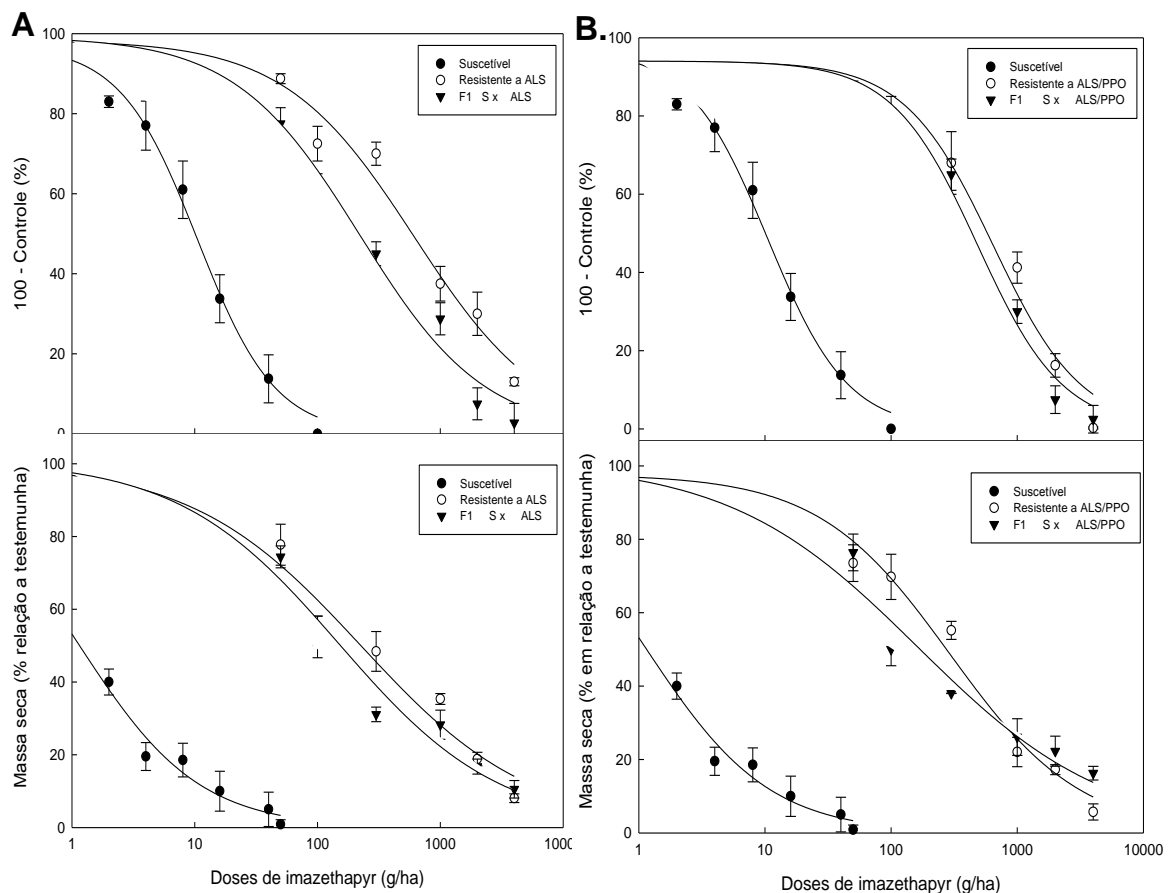 A
100 - Controle (%)
100
80
60
40
20
0
Suscetível
Resistente a ALS
F1 S x ALS
B.
100 - Controle (%)
100
80
60
40
20
0
Suscetível
Resistente a ALS/PPO
F1 S x ALS/PPO
Massa seca (% relação a testemunha)
100
80
60
40
20
0
Suscetível
Resistente a ALS
F1 S x ALS
1 10 100 1000 1000
Doses de imazethapyr (g/ha)
Massa seca (% em relação a testemunha)
100
80
60
40
20
0
Suscetível
Resistente a ALS/PPO
F1 S x ALS/PPO
1 10 100 1000 10000
Doses de imazethapyr (g/ha)